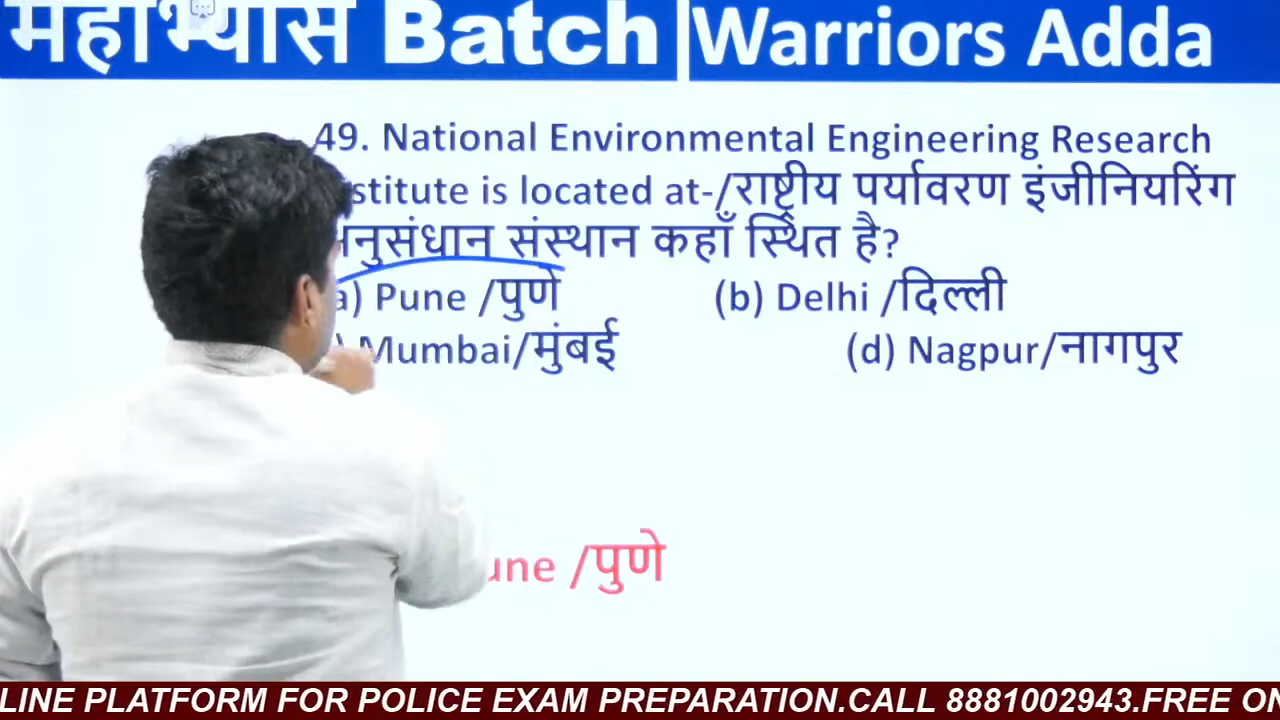 महाभ्यास Batch Warriors Adda
49. National Environmental Engineering Research
stitute is located at-/राष्ट्रीय पर्यावरण इंजीनियरिंग
नुसंधान संस्थान कहाँ स्थित है?
a) Pune /पुणे (b) Delhi /दिल्ली
) Mumbai/मुंबई (d) Nagpur/नागपुर
une /पुणे
LINE PLATFORM FOR POLICE EXAM PREPARATION.CALL 8881002943.FREE ON